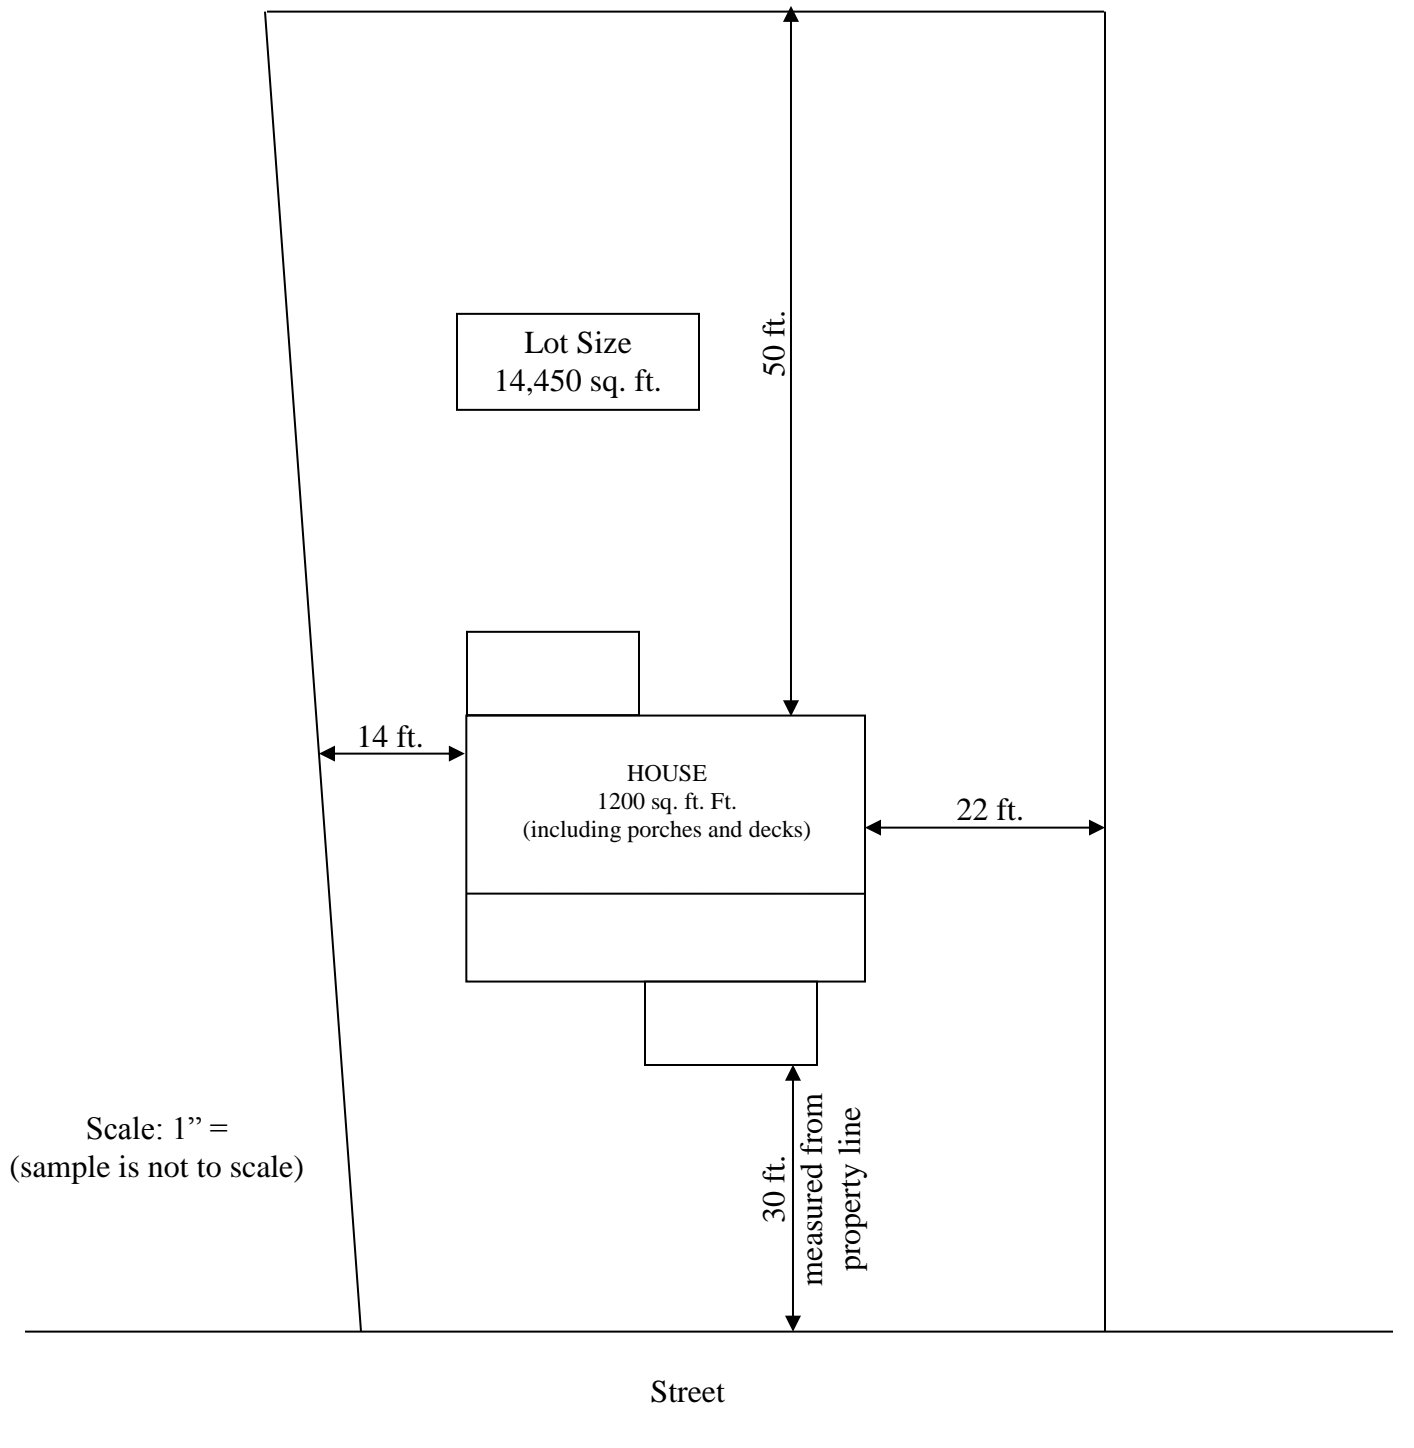 Lot Size
14,450 sq. ft.
50 ft.
14 ft.
HOUSE
1200 sq. ft. Ft.
(including porches and decks)
22 ft.
Scale: 1” =
(sample is not to scale)
30 ft.
measured from
property line
Street